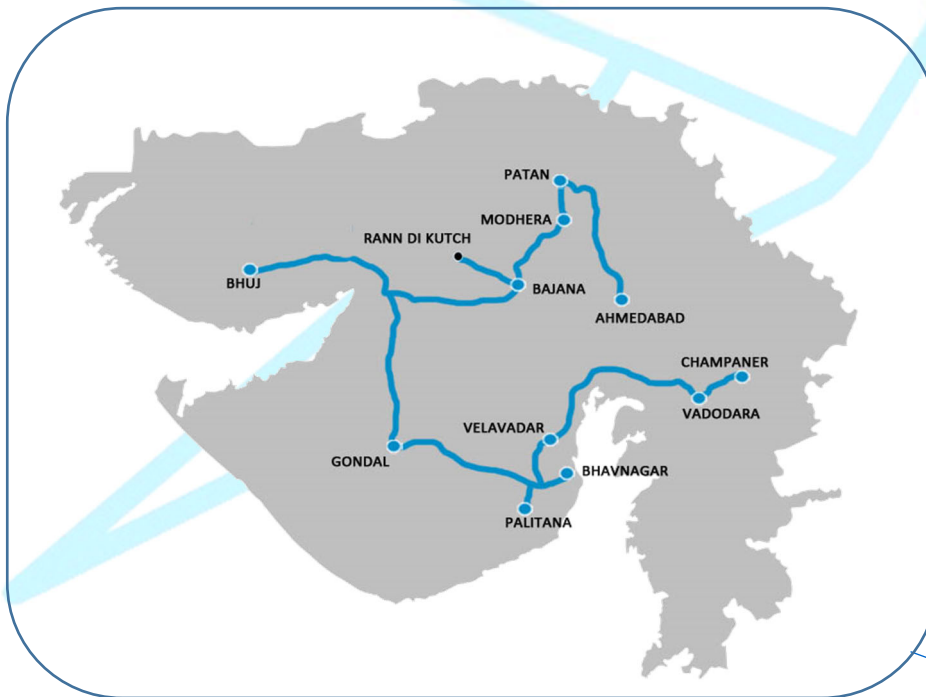 PATAN
MODHERA
RANN DI KUTCH
BHUJ
BAJANA
AHMEDABAD
CHAMPANER
VADODARA
VELAVADAR
GONDAL
BHAVNAGAR
PALITANA